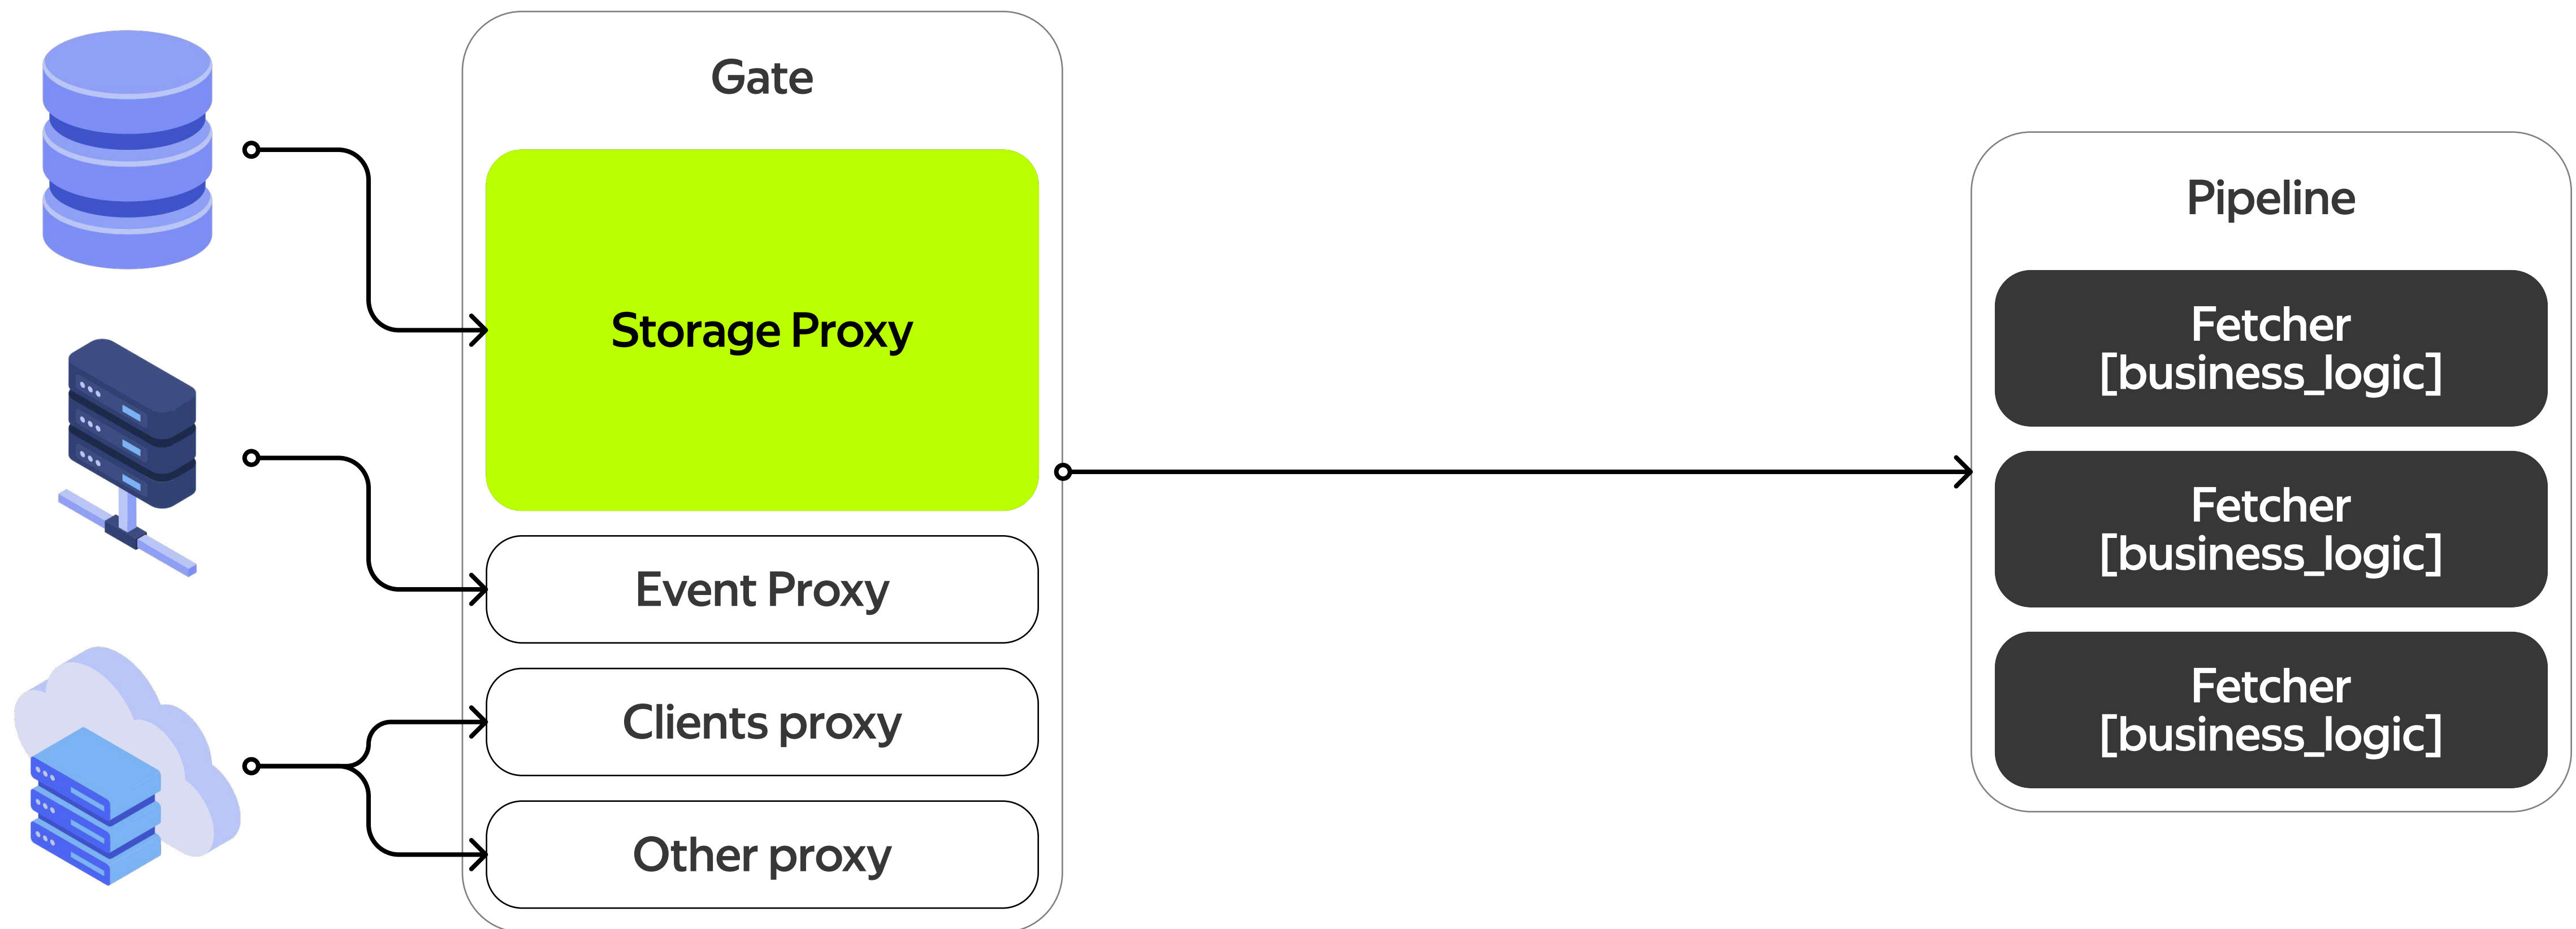 Gate
Storage Proxy
Event Proxy
Clients proxy
Other proxy
Pipeline
Fetcher
[business_logic]
Fetcher
[business_logic]
Fetcher
[business_logic]